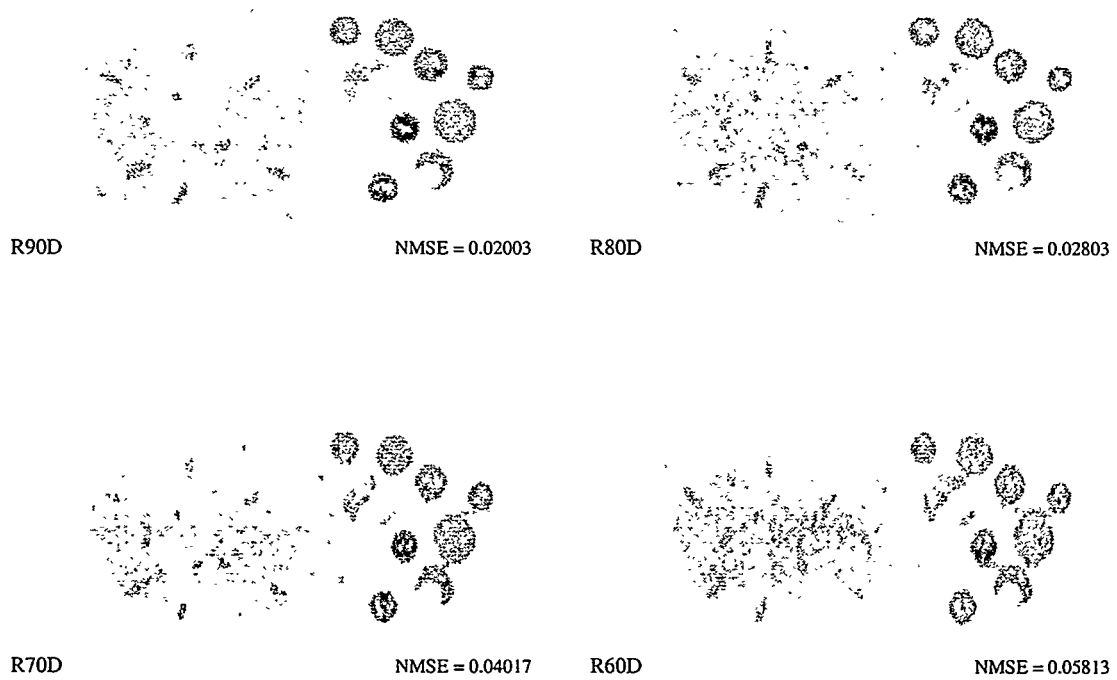 R90D NMSE = 0.02003
R80D NMSE = 0.02803
R70D NMSE = 0.04017
R60D NMSE = 0.05813